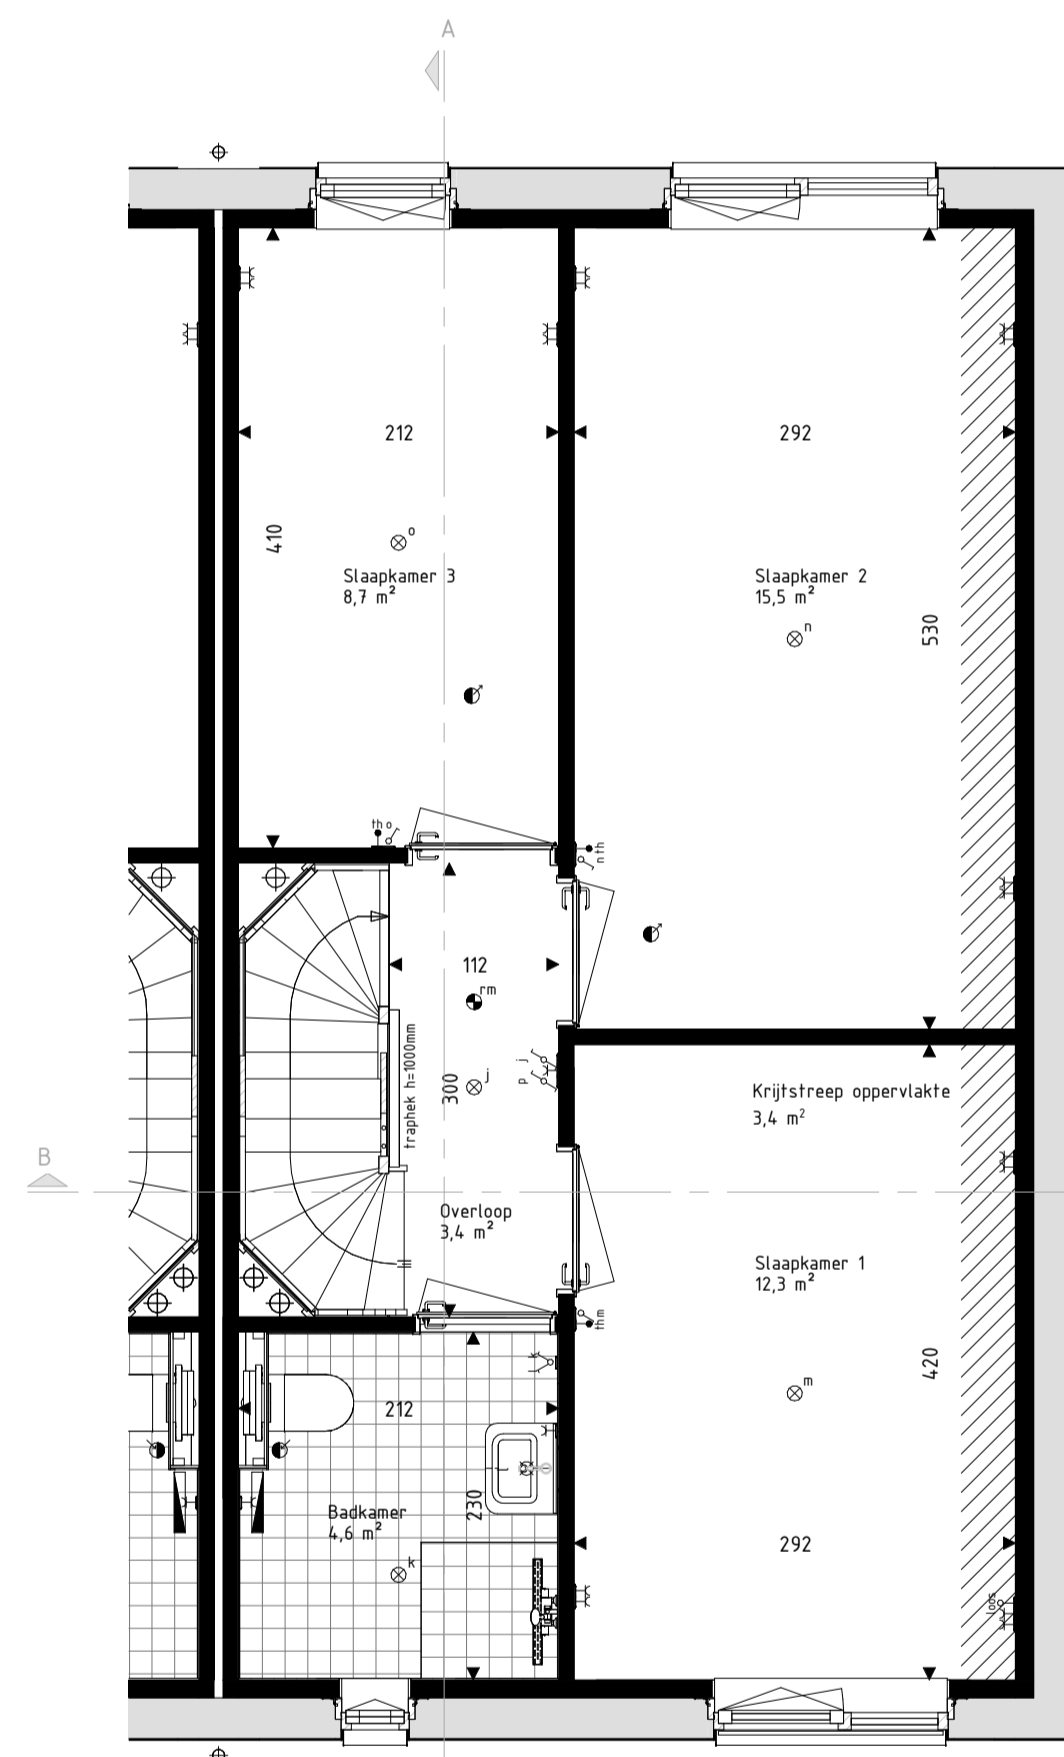 A
212
292
410
o
Slaapkamer 3
8,7 m²
Slaapkamer 2
15,5 m²
n
530
th o
n th
112
rm
traphek h=1000mm
300
j
p j
Krijtstreep oppervlakte
3,4 m²
B
Overloop
3,4 m²
Slaapkamer 1
12,3 m²
th m
420
l k
212
m
230
Badkamer
4,6 m²
k
292